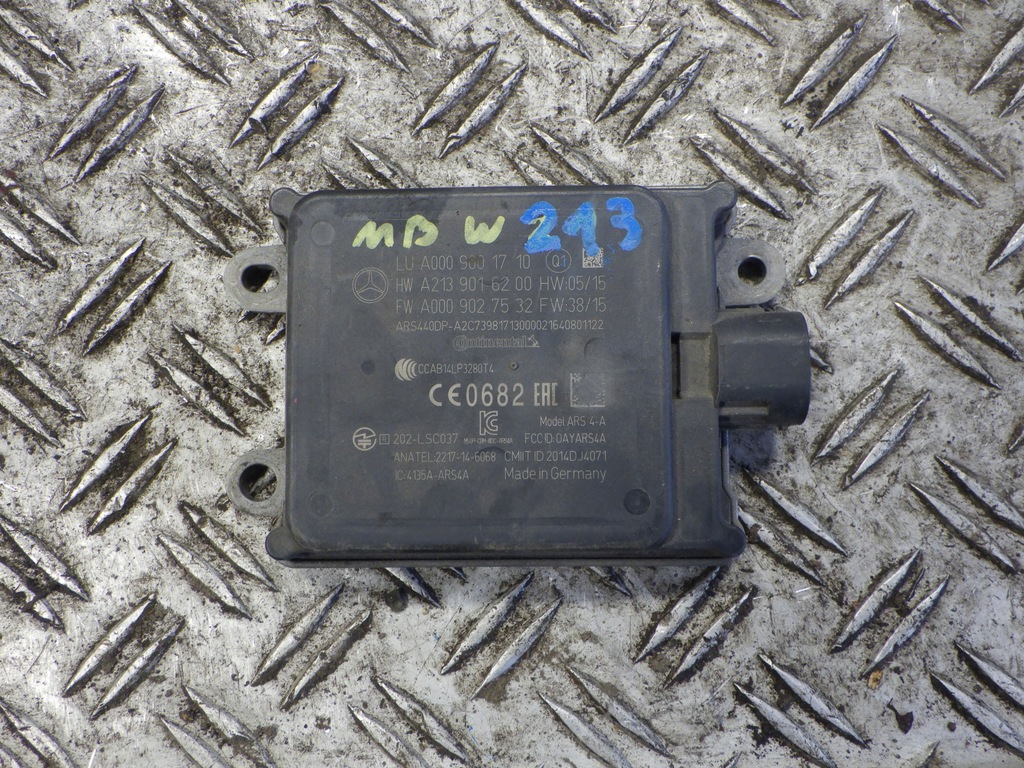 MB W 213
LU A000 900 17 10 Q1
HW A213 901 62 00 HW:05/15
FW A000 902 75 32 FW:38/15
ARS440DP-A2C73981713000021640801122
Continental
CCAB14LP3280T4
CE0682 EAC
Model ARS 4-A
202-LSC037 FCC ID: OAYARS4A
ANATEL:2217-14-6068 CMIIT ID:2014DJ4071
IC:4135A-ARS4A Made in Germany